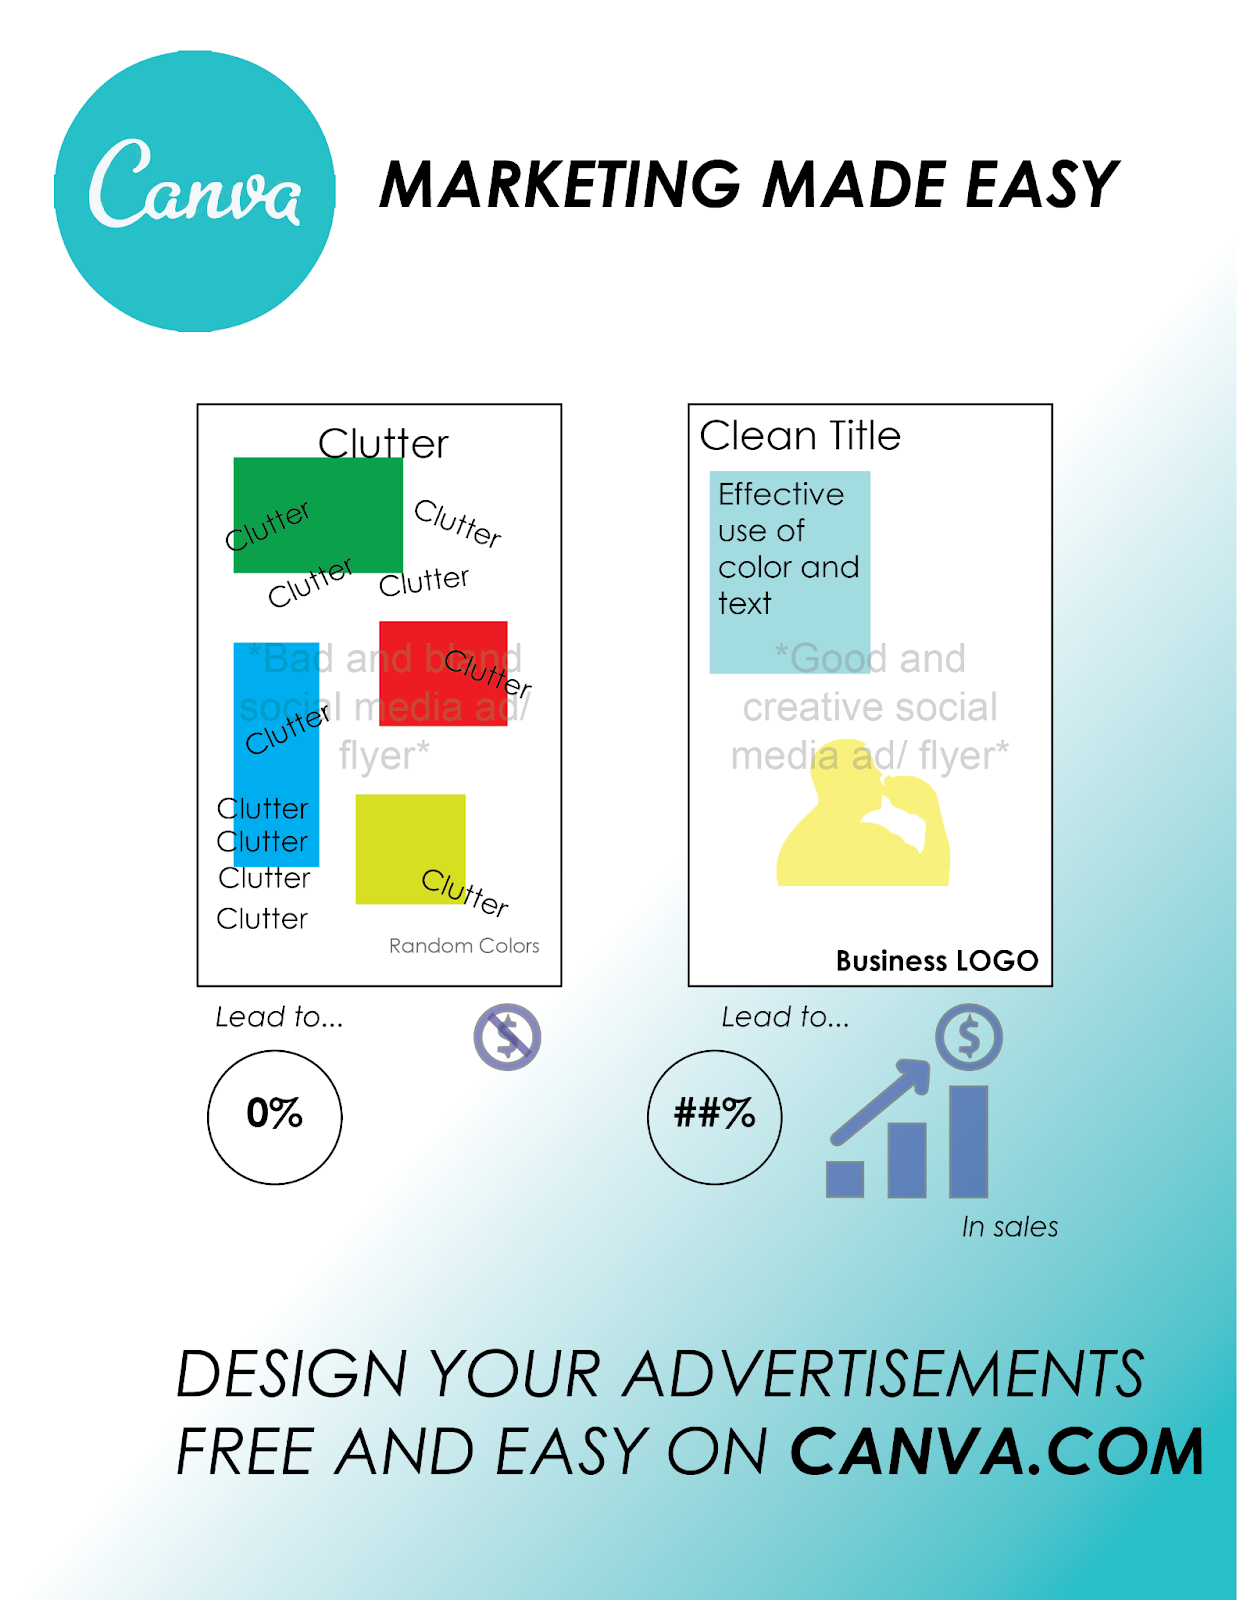 Canva
MARKETING MADE EASY
Clutter
Clutter
Clutter
Clutter
Clutter
*Bad and bland
social media ad/
flyer*
Clutter
Clutter
Clutter
Clutter
Clutter
Clutter
Clutter
Random Colors
Lead to...
$
0%
Clean Title
Effective
use of
color and
text
*Good and
creative social
media ad/ flyer*
Business LOGO
Lead to...
$
##%
In sales
DESIGN YOUR ADVERTISEMENTS
FREE AND EASY ON CANVA.COM